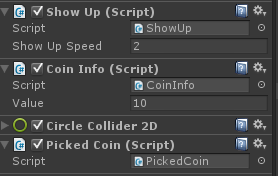 Show Up (Script)
Script ShowUp
Show Up Speed 2
Coin Info (Script)
Script CoinInfo
Value 10
Circle Collider 2D
Picked Coin (Script)
Script PickedCoin